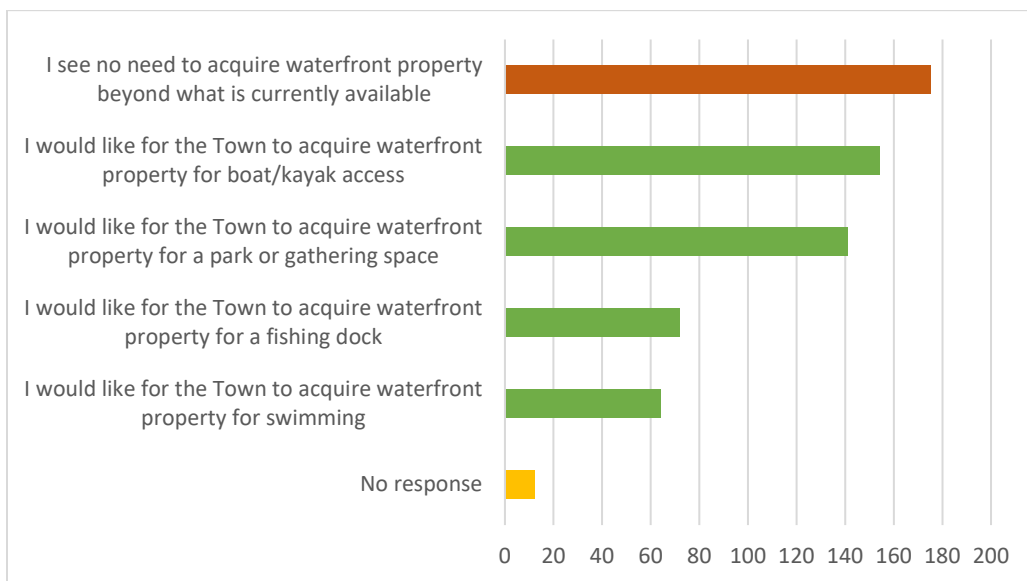 I see no need to acquire waterfront property
beyond what is currently available
I would like for the Town to acquire waterfront
property for boat/kayak access
I would like for the Town to acquire waterfront
property for a park or gathering space
I would like for the Town to acquire waterfront
property for a fishing dock
I would like for the Town to acquire waterfront
property for swimming
No response
0 20 40 60 80 100 120 140 160 180 200